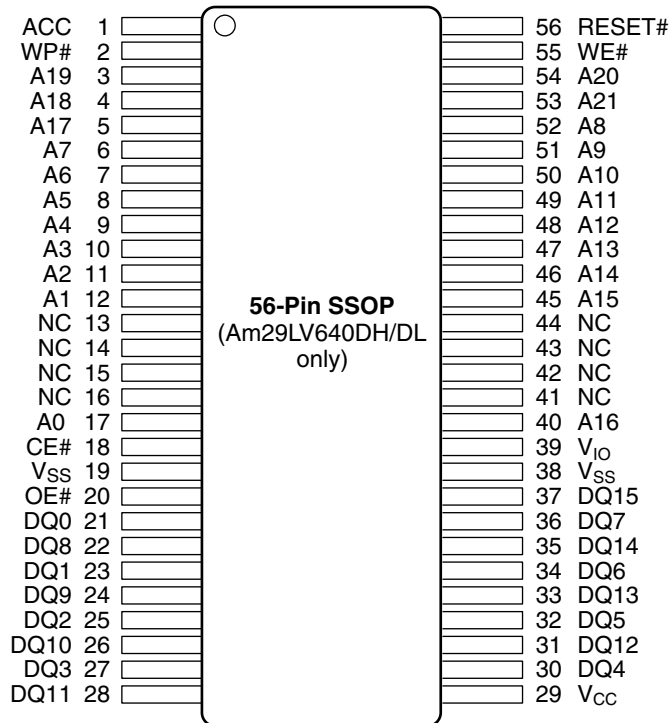 ACC 1
WP# 2
A19 3
A18 4
A17 5
A7 6
A6 7
A5 8
A4 9
A3 10
A2 11
A1 12
NC 13
NC 14
NC 15
NC 16
A0 17
CE# 18
VSS 19
OE# 20
DQ0 21
DQ8 22
DQ1 23
DQ9 24
DQ2 25
DQ10 26
DQ3 27
DQ11 28
56-Pin SSOP
(Am29LV640DH/DL
only)
56 RESET#
55 WE#
54 A20
53 A21
52 A8
51 A9
50 A10
49 A11
48 A12
47 A13
46 A14
45 A15
44 NC
43 NC
42 NC
41 NC
40 A16
39 VIO
38 VSS
37 DQ15
36 DQ7
35 DQ14
34 DQ6
33 DQ13
32 DQ5
31 DQ12
30 DQ4
29 VCC